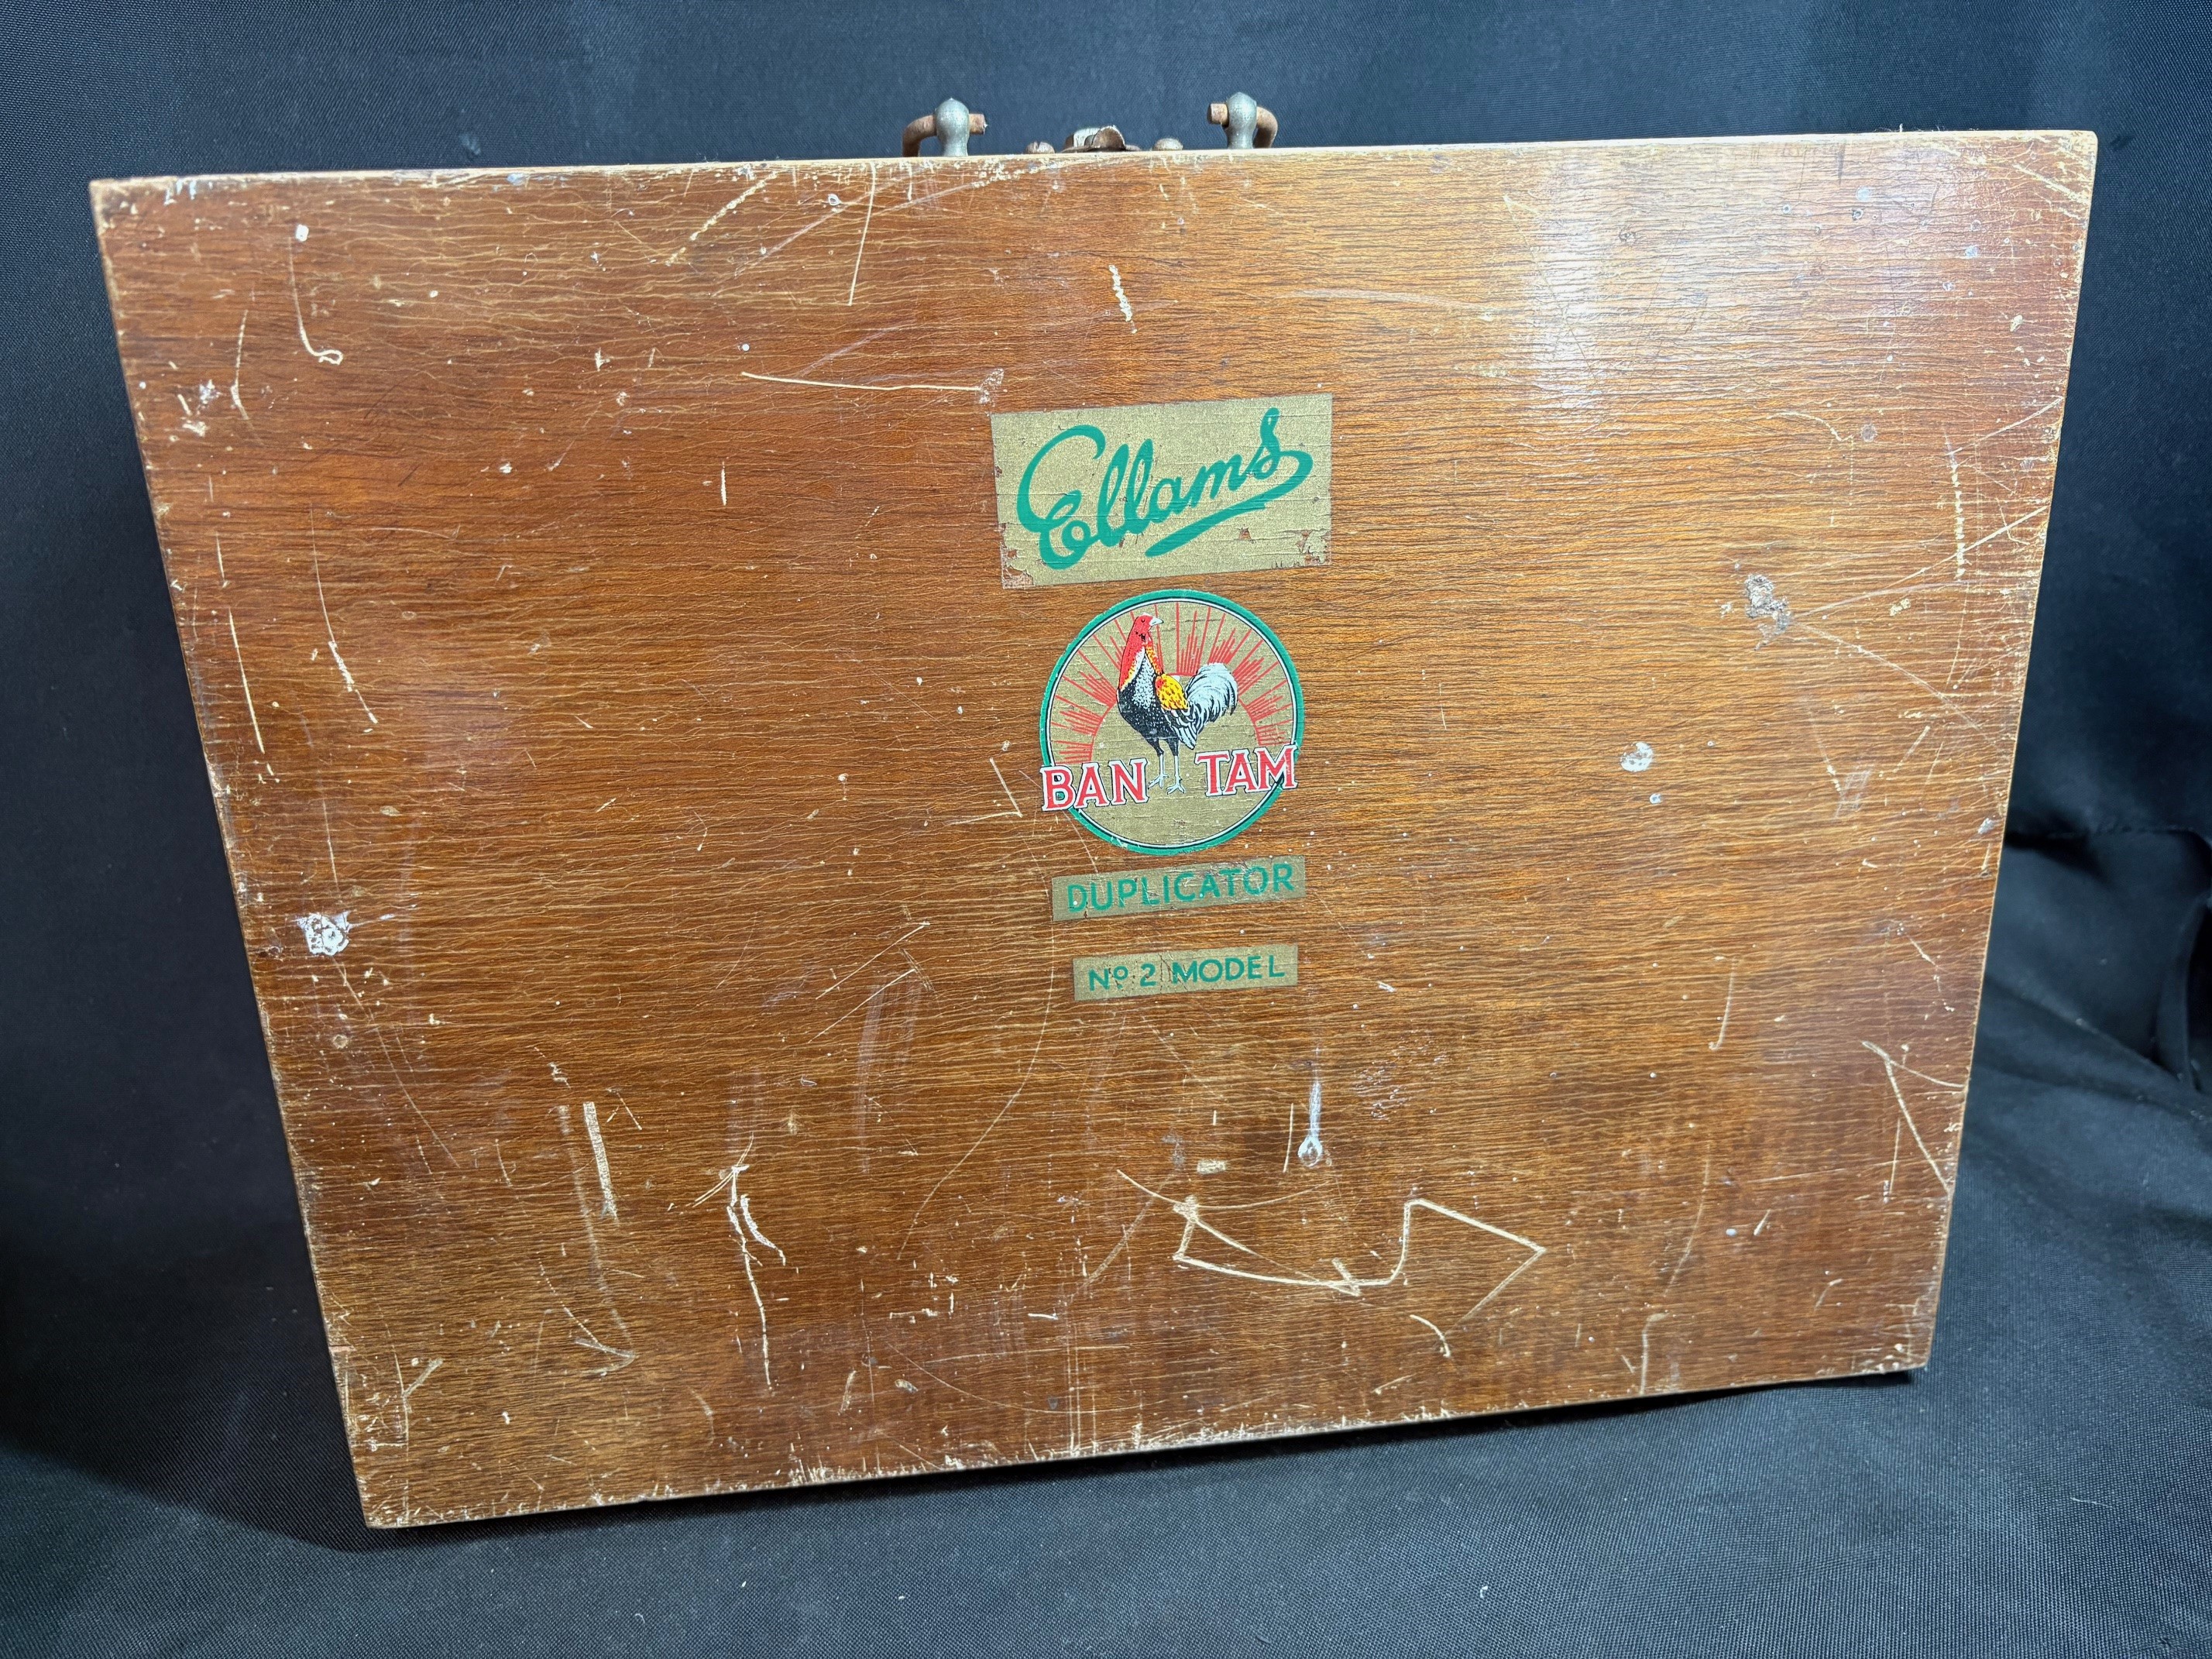 Ellams
BAN TAM
DUPLICATOR
Nº. 2 MODEL